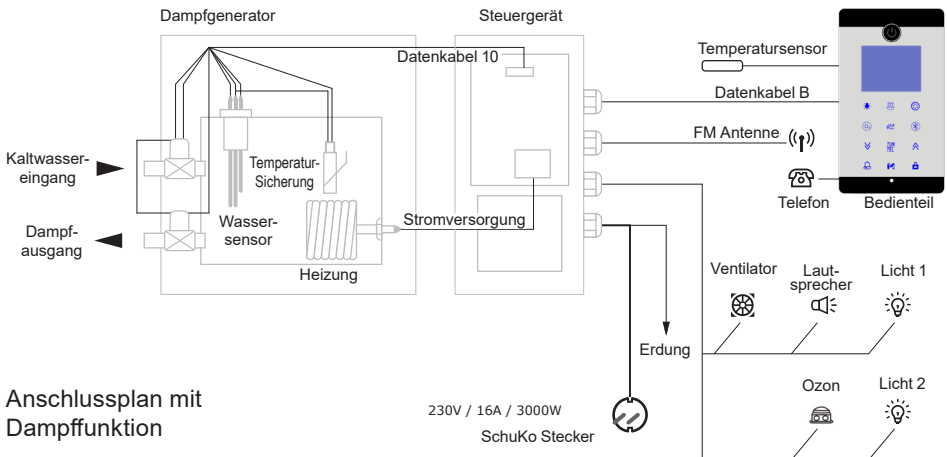 Dampfgenerator
Steuergerät
Datenkabel 10
Temperatursensor
Datenkabel B
FM Antenne
Telefon
Bedienteil
Kaltwasser-
eingang
Temperatur-
Sicherung
Wasser-
sensor
Stromversorgung
Dampf-
ausgang
Heizung
Ventilator
Laut-
sprecher
Licht 1
Erdung
Ozon
Licht 2
Anschlussplan mit
Dampffunktion
230V / 16A / 3000W
SchuKo Stecker